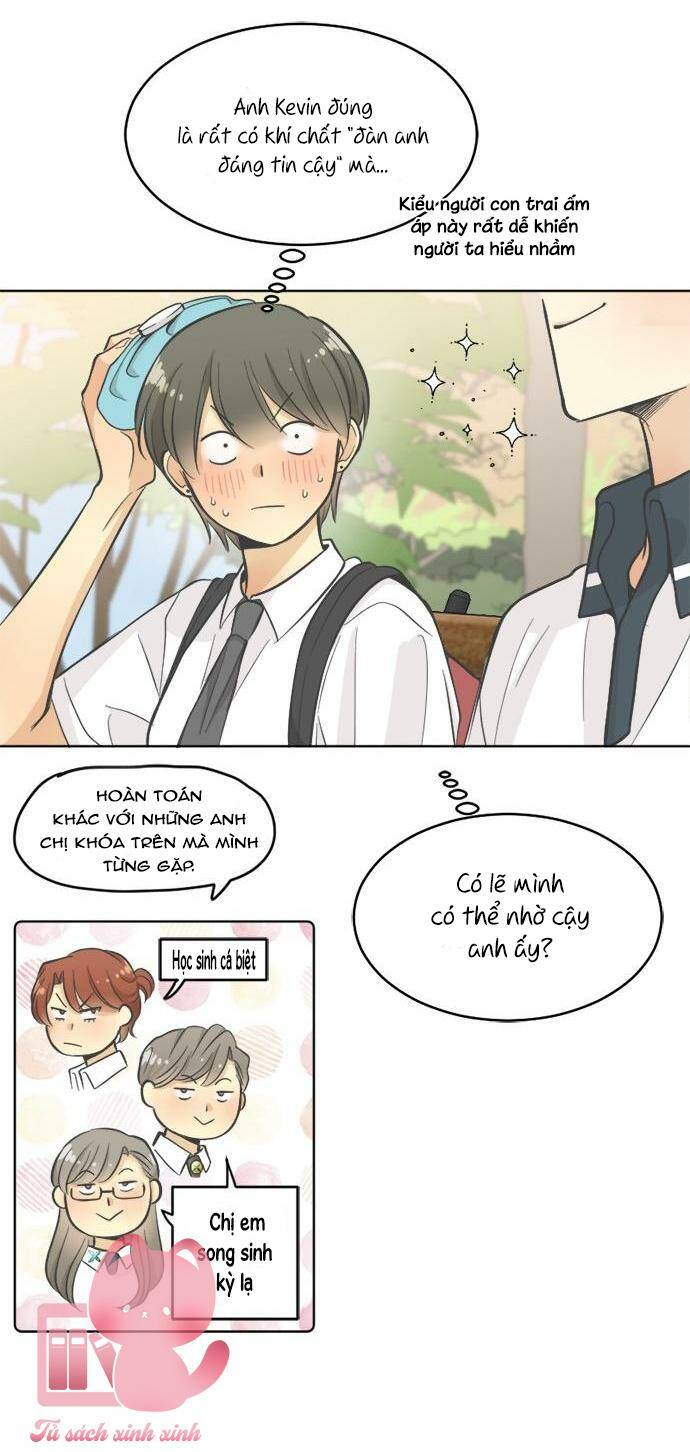 Anh Kevin đúng
là rất có khí chất "đàn anh
đáng tin cậy" mà...
Kiểu người con trai ấm
áp này rất dễ khiến
người ta hiểu nhầm
HOÀN TOÁN
KHÁC VỚI NHỮNG ANH
CHỊ KHÓA TRÊN MÀ MÌNH
TỪNG GẶP.
Có lẽ mình
có thể nhờ cậy
anh ấy?
Học sinh cá biệt
Chị em
song sinh
kỳ lạ
Tủ sách xinh xinh